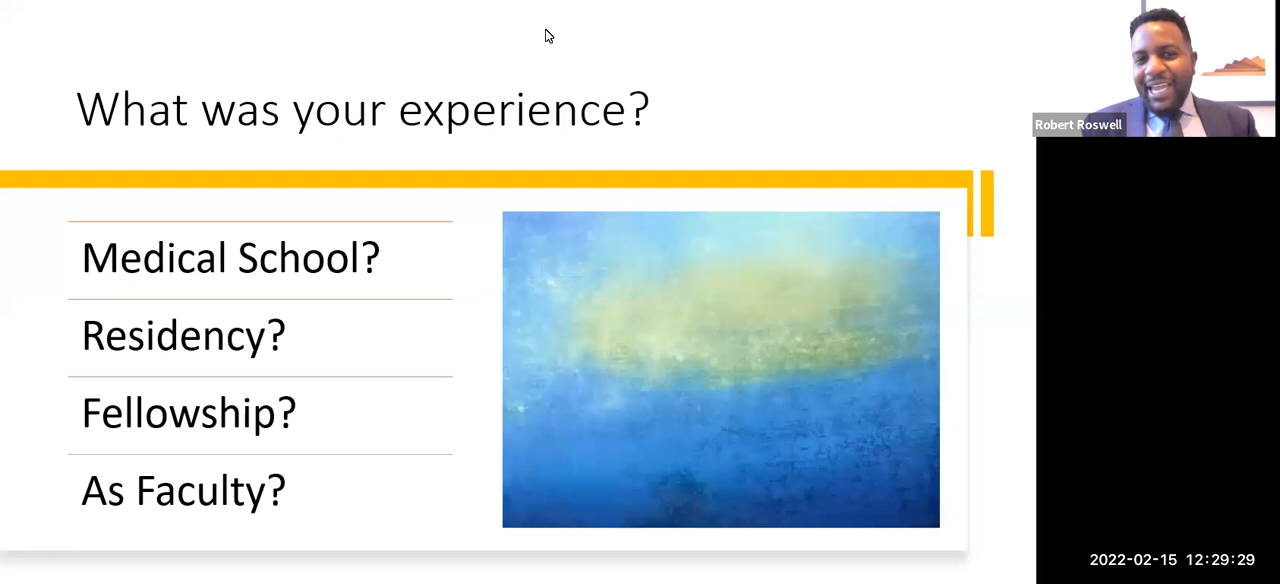 What was your experience?
Medical School?
Residency?
Fellowship?
As Faculty?
Robert Roswell
2022-02-15 12:29:29